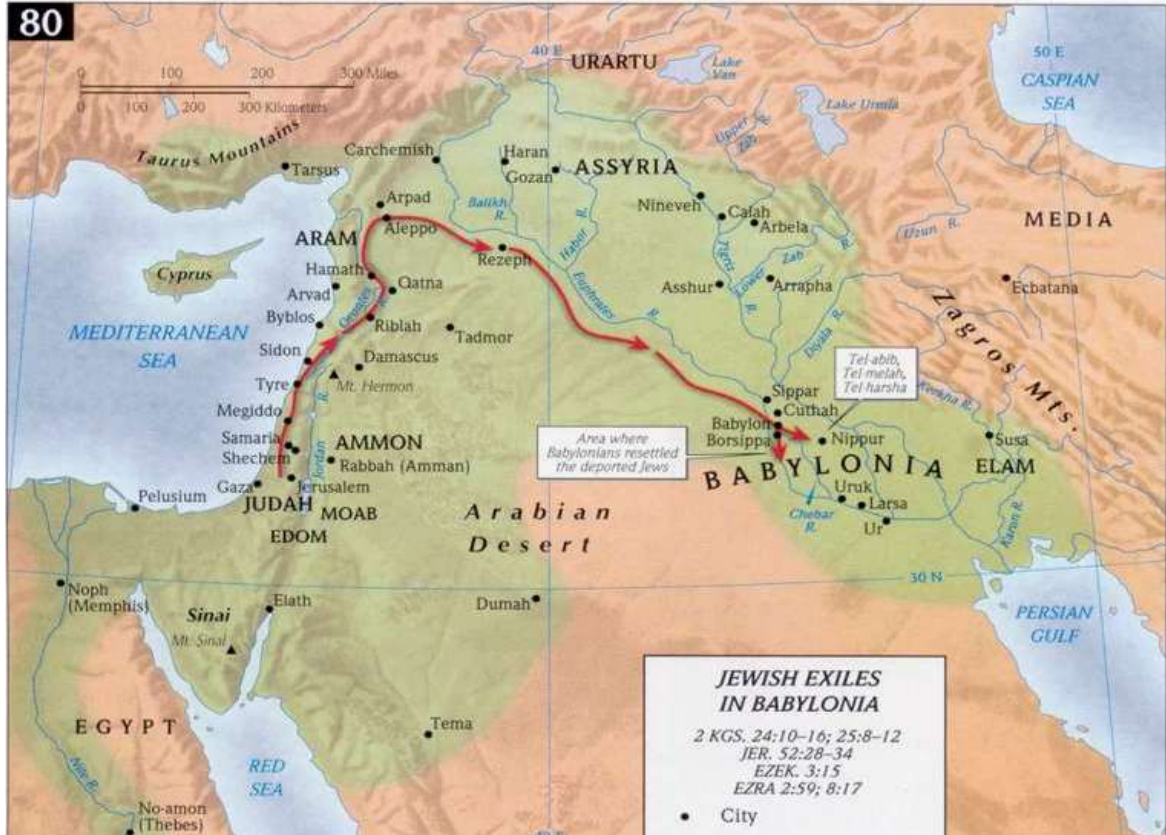 80
0 100 200 300 Miles
0 100 200 300 Kilometers
40 E
50 E
URARTU
Lake
Van
Lake Urmia
CASPIAN
SEA
Taurus Mountains
Tarsus
Carchemish
Haran
Gozan
ASSYRIA
Upper
Zab
R.
Arpad
Aleppo
Balikh
R.
Habor R.
Nineveh
Calah
Arbela
MEDIA
Uzun R.
ARAM
Rezeph
Tigris
R.
Lower Zab
R.
Cyprus
Hamath
Arvad
Qatna
Asshur
Arrapha
Ecbatana
Euphrates
R.
Byblos
Orontes
R.
Riblah
Tadmor
Diyala R.
Zagros Mts.
MEDITERRANEAN
SEA
Sidon
Damascus
Mt. Hermon
Tyre
Tel-abib,
Tel-melah,
Tel-harsha
Sippar
Cuthah
Kerkha R.
Megiddo
Babylon
Borsippa
Nippur
Susa
Samaria
Shechem
AMMON
Jordan
R.
Rabbah (Amman)
Area where
Babylonians resettled
the deported Jews
BABYLONIA
ELAM
Gaza
Jerusalem
Pelusium
JUDAH
MOAB
EDOM
Arabian
Desert
Uruk
Larsa
Ur
Chebar
R.
Karon R.
30 N
Noph
(Memphis)
Sinai
Mt. Sinai
Elath
Dumah
PERSIAN
GULF
EGYPT
Nile R.
RED
SEA
Tema
No-amon
(Thebes)
JEWISH EXILES
IN BABYLONIA
2 KGS. 24:10–16; 25:8–12
JER. 52:28–34
EZEK. 3:15
EZRA 2:59; 8:17
City